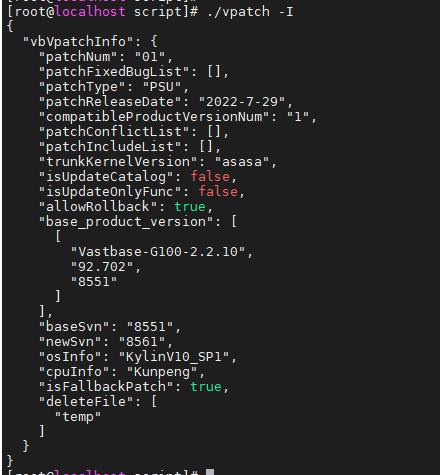 [root@localhost script]# ./vpatch -I
{
  "vbVpatchInfo": {
    "patchNum": "01",
    "patchFixedBugList": [],
    "patchType": "PSU",
    "patchReleaseDate": "2022-7-29",
    "compatibleProductVersionNum": "1",
    "patchConflictList": [],
    "patchIncludeList": [],
    "trunkKernelVersion": "asasa",
    "isUpdateCatalog": false,
    "isUpdateOnlyFunc": false,
    "allowRollback": true,
    "base_product_version": [
      [
        "Vastbase-G100-2.2.10",
        "92.702",
        "8551"
      ]
    ],
    "baseSvn": "8551",
    "newSvn": "8561",
    "osInfo": "KylinV10_SP1",
    "cpuInfo": "Kunpeng",
    "isFallbackPatch": true,
    "deleteFile": [
      "temp"
    ]
  }
}
[root@localhost script]#